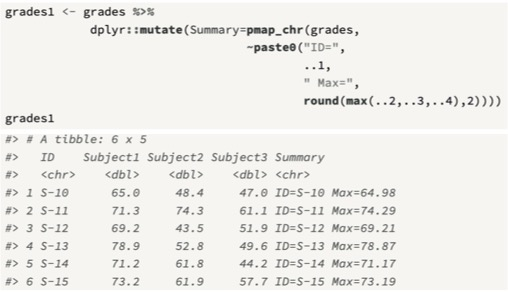 grades1 <- grades %>%
dplyr::mutate(Summary=pmap_chr(grades,
~paste0("ID=",
..1,
" Max=",
round(max(..2,..3,..4),2))))
grades1
#> # A tibble: 6 x 5
#> ID Subject1 Subject2 Subject3 Summary
#> <chr> <dbl> <dbl> <dbl> <chr>
#> 1 S-10 65.0 48.4 47.0 ID=S-10 Max=64.98
#> 2 S-11 71.3 74.3 61.1 ID=S-11 Max=74.29
#> 3 S-12 69.2 43.5 51.9 ID=S-12 Max=69.21
#> 4 S-13 78.9 52.8 49.6 ID=S-13 Max=78.87
#> 5 S-14 71.2 61.8 44.2 ID=S-14 Max=71.17
#> 6 S-15 73.2 61.9 57.7 ID=S-15 Max=73.19